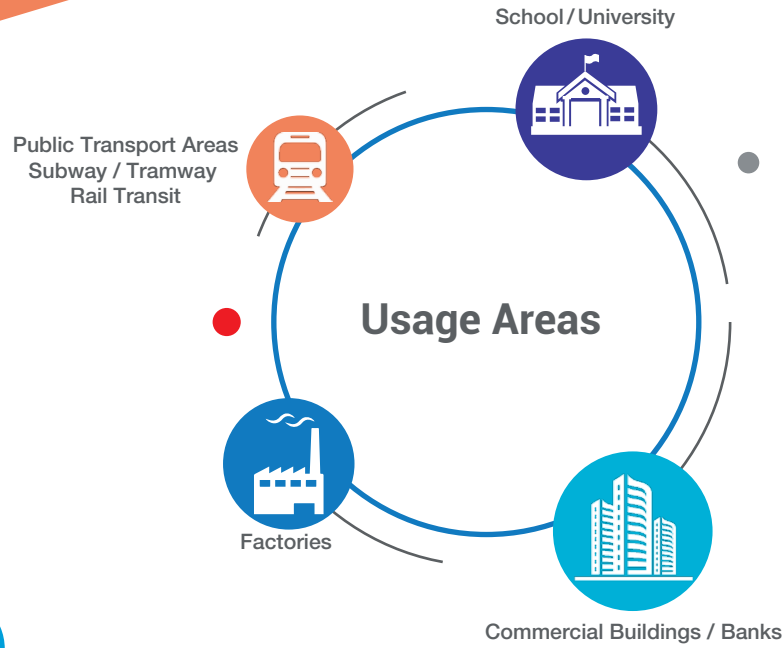 School / University
Public Transport Areas
Subway / Tramway
Rail Transit
Usage Areas
Factories
Commercial Buildings / Banks